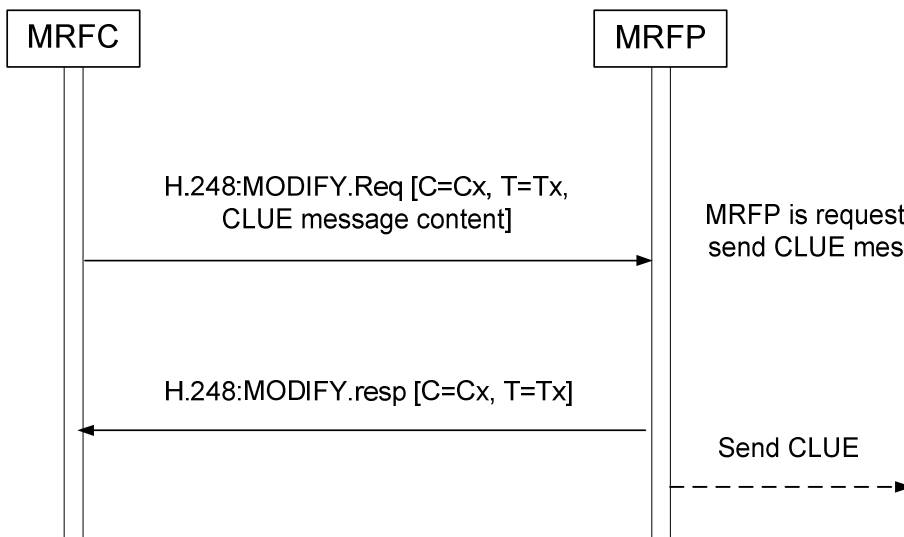 MRFC
MRFP
H.248:MODIFY.Req [C=Cx, T=Tx,
CLUE message content]
MRFP is request
send CLUE mes
H.248:MODIFY.resp [C=Cx, T=Tx]
Send CLUE